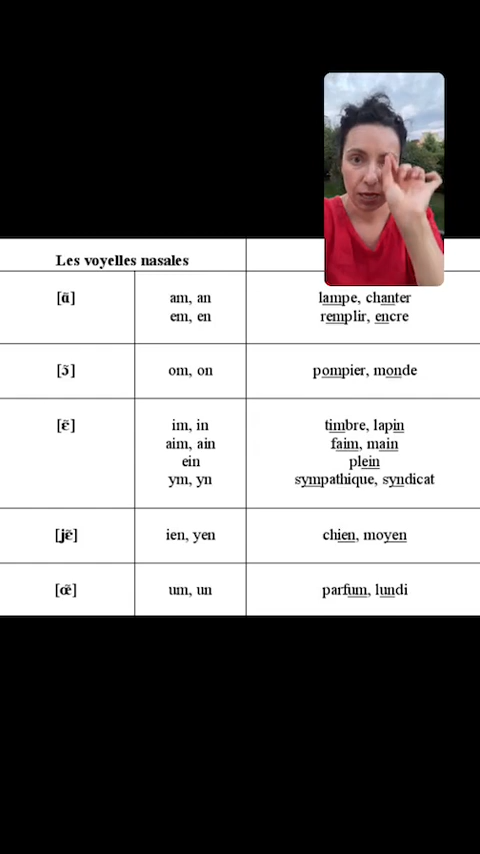 Les voyelles nasales
[ɑ̃] am, an lampe, chanter
em, en remplir, encre
[ɔ̃] om, on pompier, monde
[ɛ̃] im, in timbre, lapin
aim, ain faim, main
ein plein
ym, yn sympathique, syndicat
[jɛ̃] ien, yen chien, moyen
[œ̃] um, un parfum, lundi